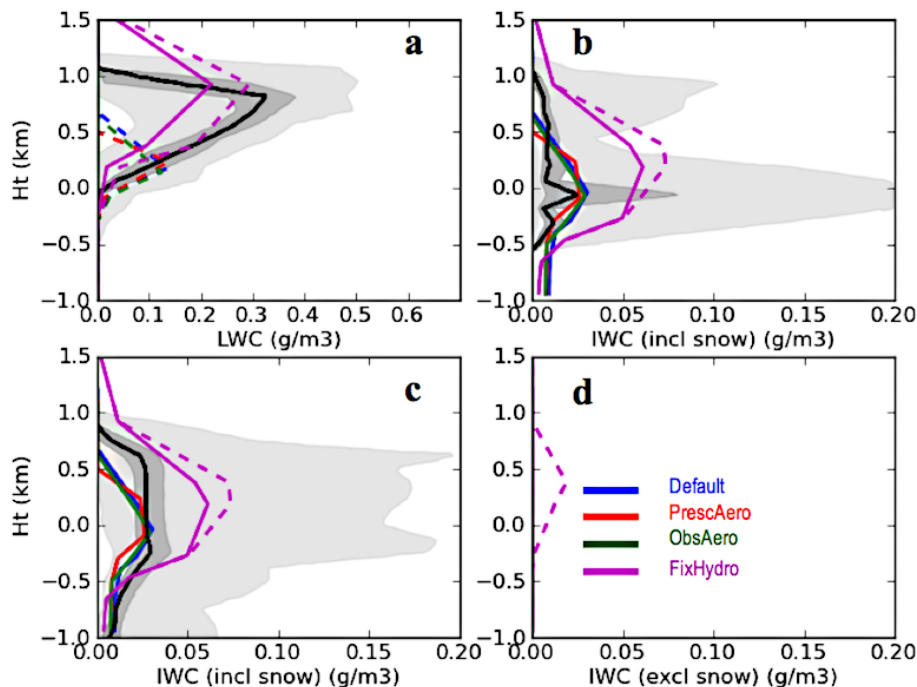 1.5
1.0
0.5
0.0
−0.5
−1.0
Ht (km)
a
0.0 0.1 0.2 0.3 0.4 0.5 0.6
LWC (g/m3)
1.5
1.0
0.5
0.0
−0.5
−1.0
b
0.00 0.05 0.10 0.15 0.20
IWC (incl snow) (g/m3)
1.5
1.0
0.5
0.0
−0.5
−1.0
Ht (km)
c
0.00 0.05 0.10 0.15 0.20
IWC (incl snow) (g/m3)
1.5
1.0
0.5
0.0
−0.5
−1.0
d
Default
PrescAero
ObsAero
FixHydro
0.00 0.05 0.10 0.15 0.20
IWC (excl snow) (g/m3)